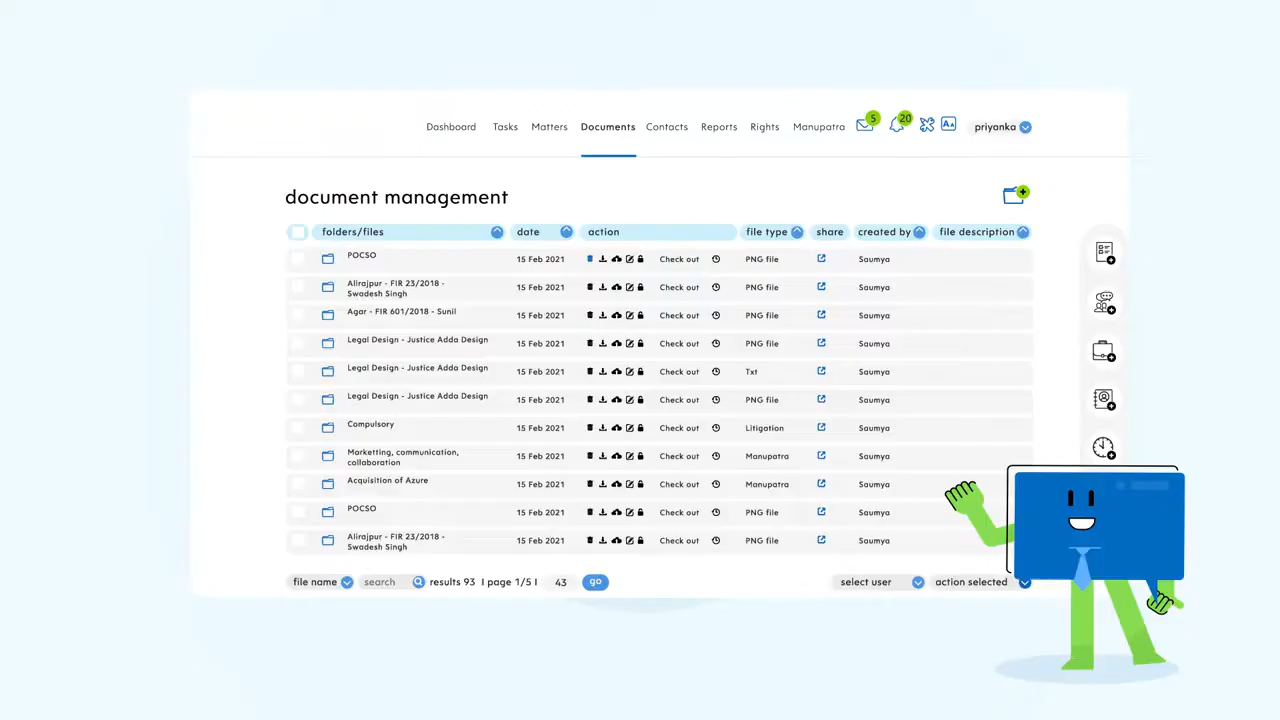 Dashboard Tasks Matters Documents Contacts Reports Rights Manupatra 5 20 AA priyanka
document management
folders/files date action file type share created by file description
POCSO 15 Feb 2021 Check out PNG file Saumya
Alirajpur - FIR 23/2018 - 15 Feb 2021 Check out PNG file Saumya
Swadesh Singh
Agar - FIR 601/2018 - Sunil 15 Feb 2021 Check out PNG file Saumya
Legal Design - Justice Adda Design 15 Feb 2021 Check out PNG file Saumya
Legal Design - Justice Adda Design 15 Feb 2021 Check out Txt Saumya
Legal Design - Justice Adda Design 15 Feb 2021 Check out PNG file Saumya
Compulsory 15 Feb 2021 Check out Litigation Saumya
Marketting, communication, 15 Feb 2021 Check out Manupatra Saumya
collaboration
Acquisition of Azure 15 Feb 2021 Check out Manupatra Saumya
POCSO 15 Feb 2021 Check out PNG file Saumya
Alirajpur - FIR 23/2018 - 15 Feb 2021 Check out PNG file Saumya
Swadesh Singh
file name search results 93 I page 1/5 I 43 go select user action selected